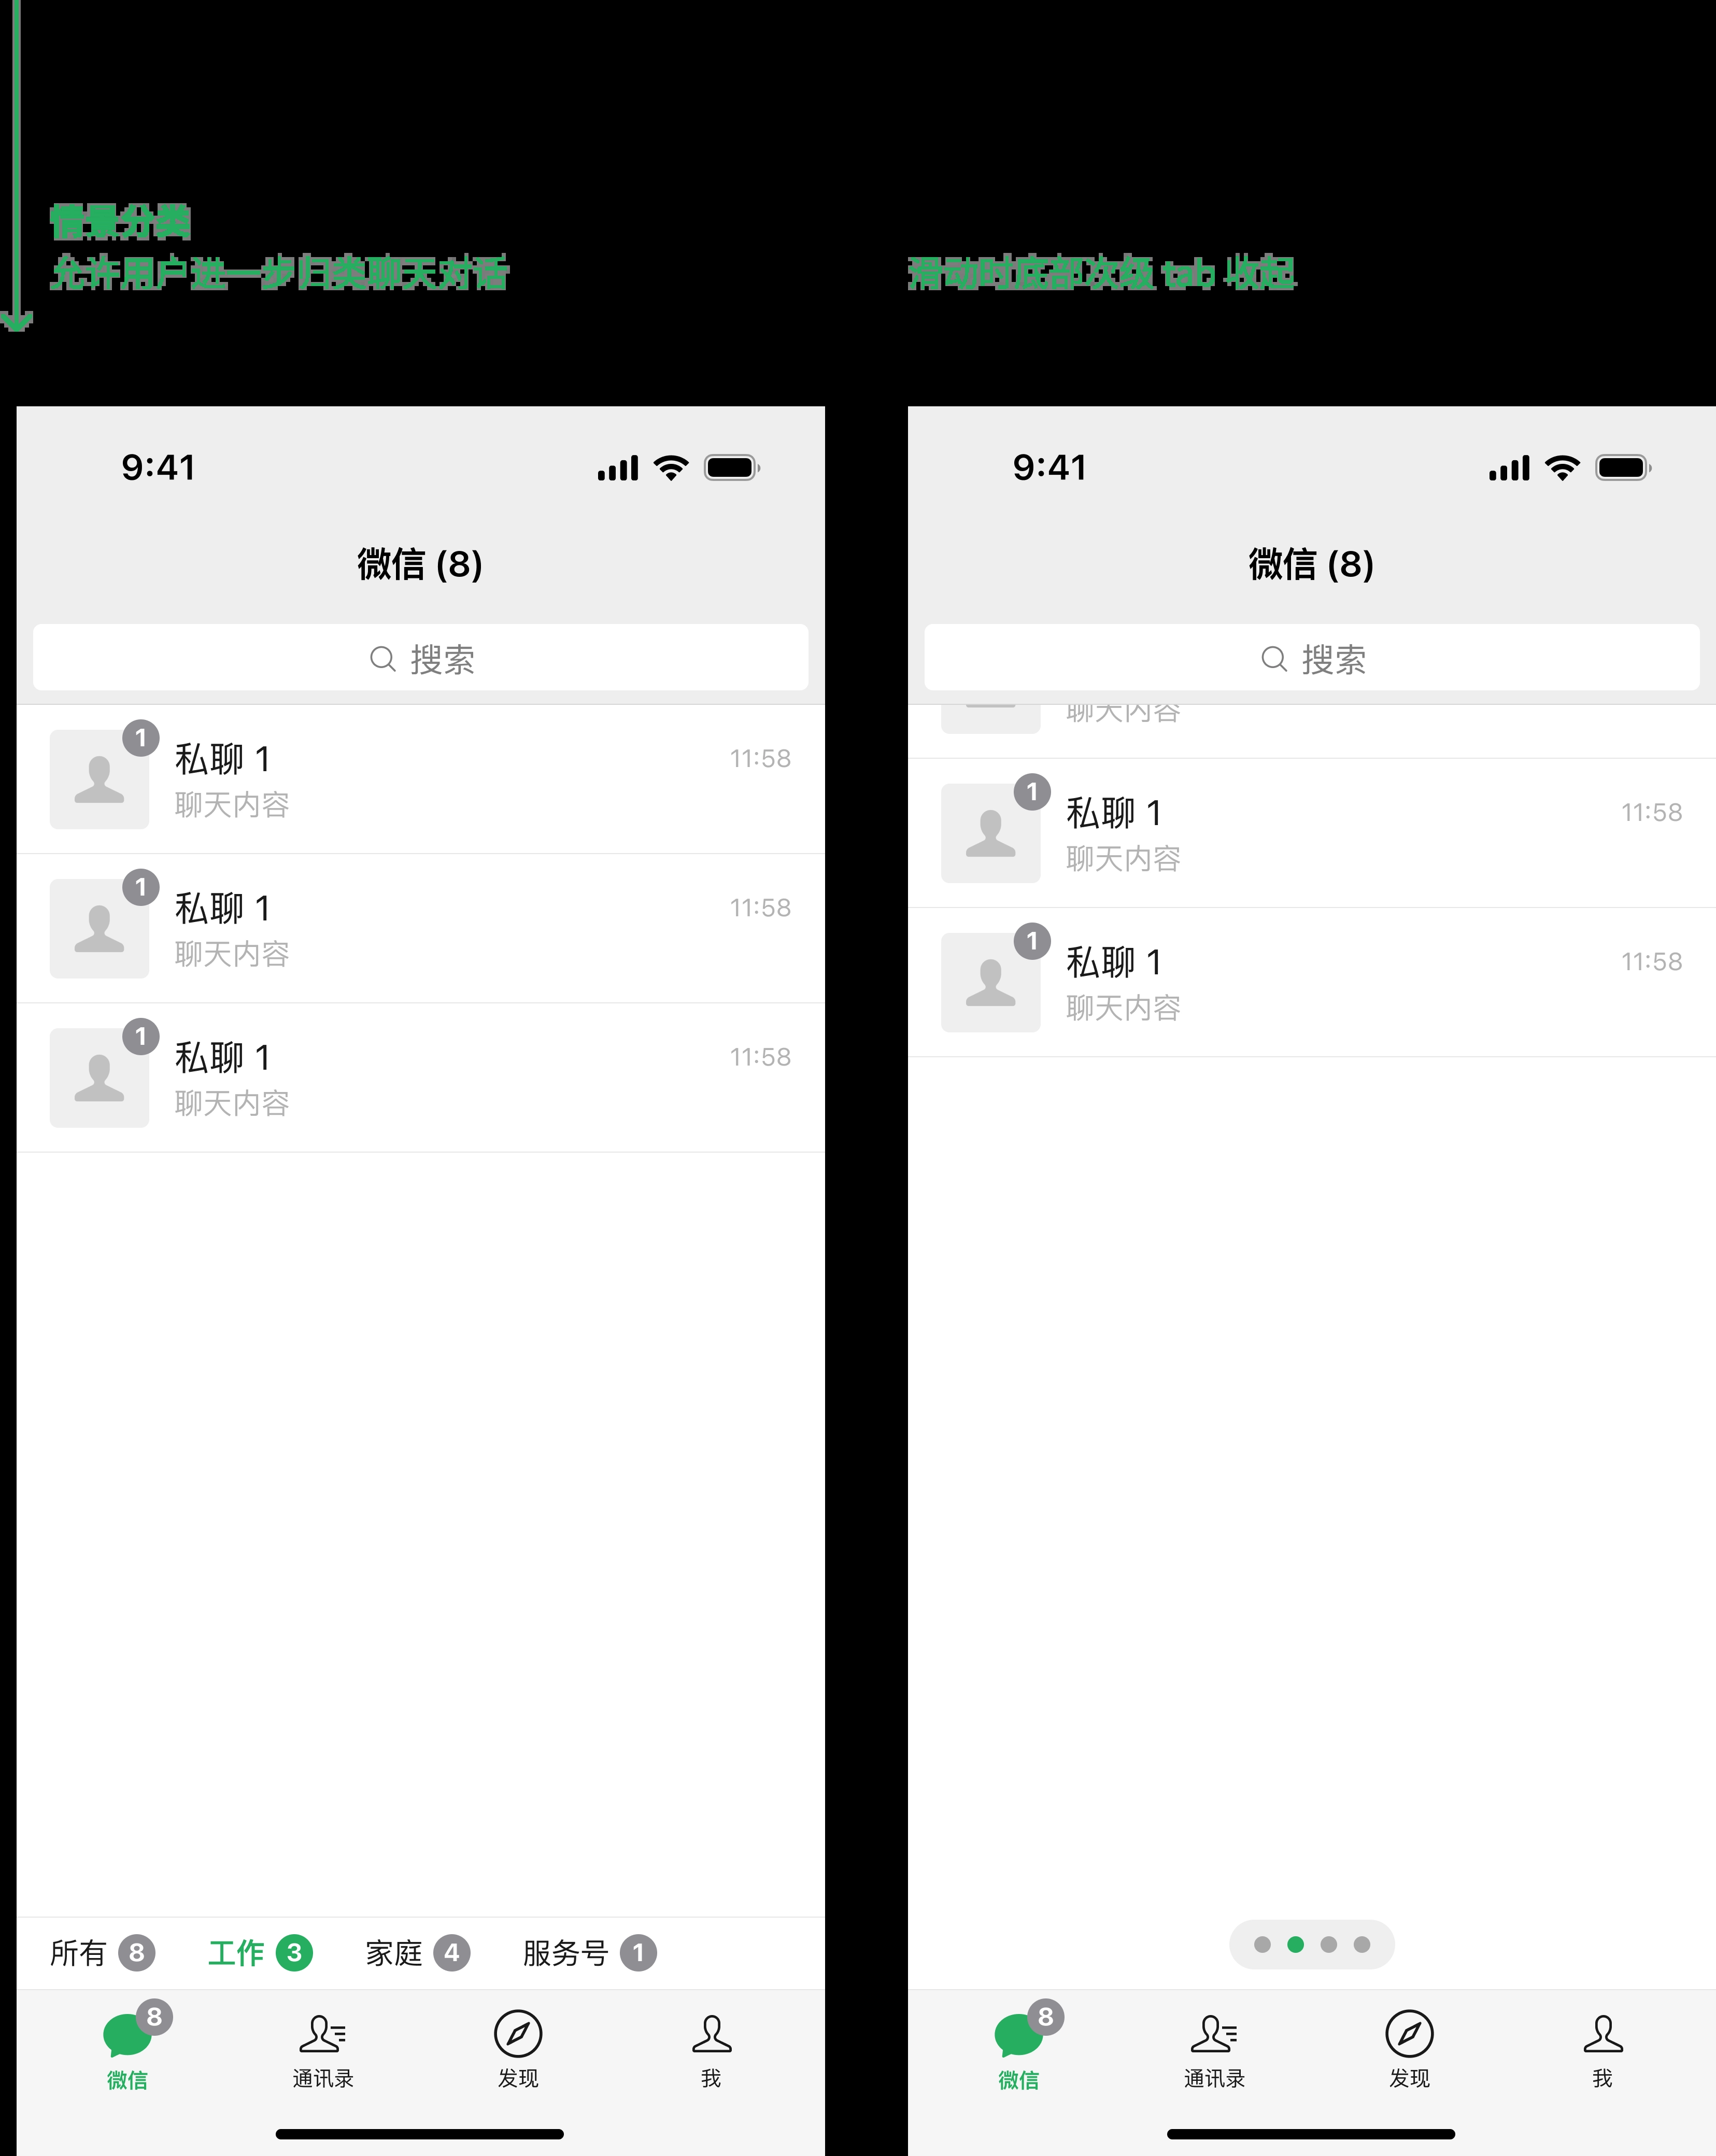 情景分类
允许用户进一步归类聊天对话
滑动时底部次级 tab 收起
9:41
微信 (8)
搜索
1
私聊 1
11:58
聊天内容
1
私聊 1
11:58
聊天内容
1
私聊 1
11:58
聊天内容
所有 8 工作 3 家庭 4 服务号 1
8
微信 通讯录 发现 我
9:41
微信 (8)
搜索
聊天内容
1
私聊 1
11:58
聊天内容
1
私聊 1
11:58
聊天内容
8
微信 通讯录 发现 我